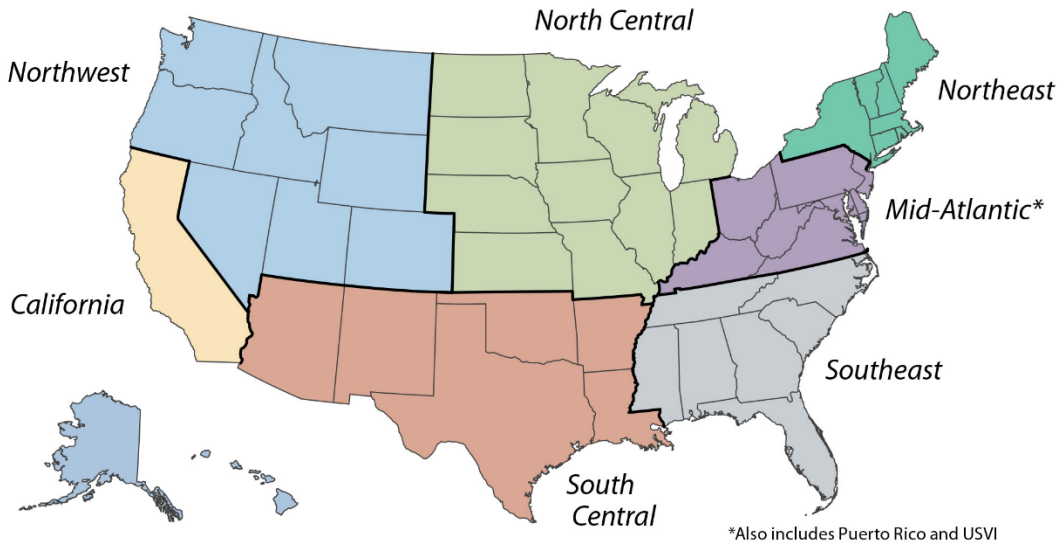 North Central
Northwest
Northeast
Mid-Atlantic*
California
Southeast
South
Central
*Also includes Puerto Rico and USVI